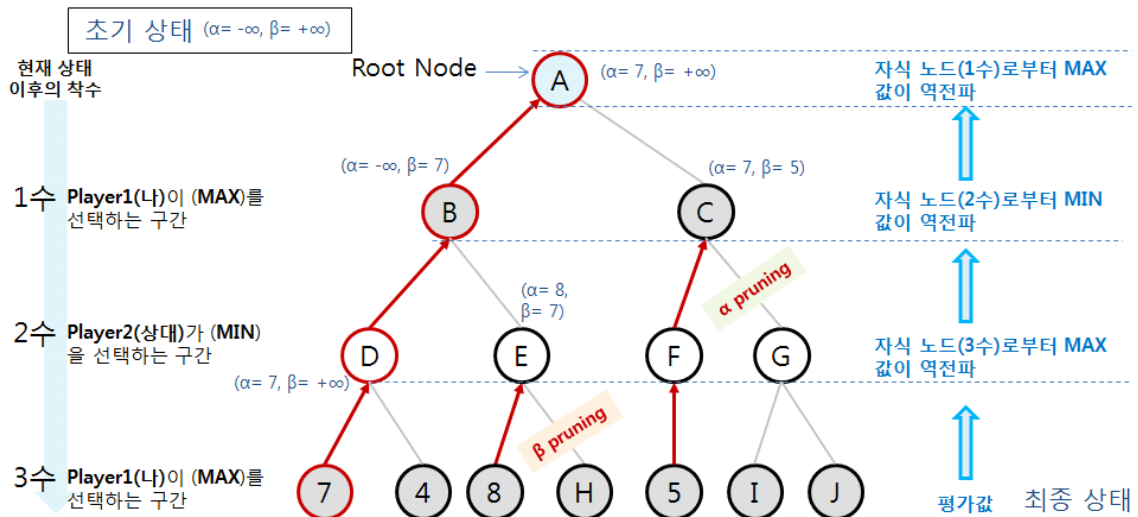 초기 상태 (α= -∞, β= +∞)
현재 상태
이후의 착수
Root Node
A
(α= 7, β= +∞)
자식 노드(1수)로부터 MAX
값이 역전파
(α= -∞, β= 7)
(α= 7, β= 5)
1수 Player1(나)이 (MAX)를
선택하는 구간
B
C
자식 노드(2수)로부터 MIN
값이 역전파
α pruning
(α= 8,
β= 7)
2수 Player2(상대)가 (MIN)
을 선택하는 구간
D
E
F
G
자식 노드(3수)로부터 MAX
값이 역전파
(α= 7, β= +∞)
β pruning
3수 Player1(나)이 (MAX)를
선택하는 구간
7
4
8
H
5
I
J
평가값
최종 상태